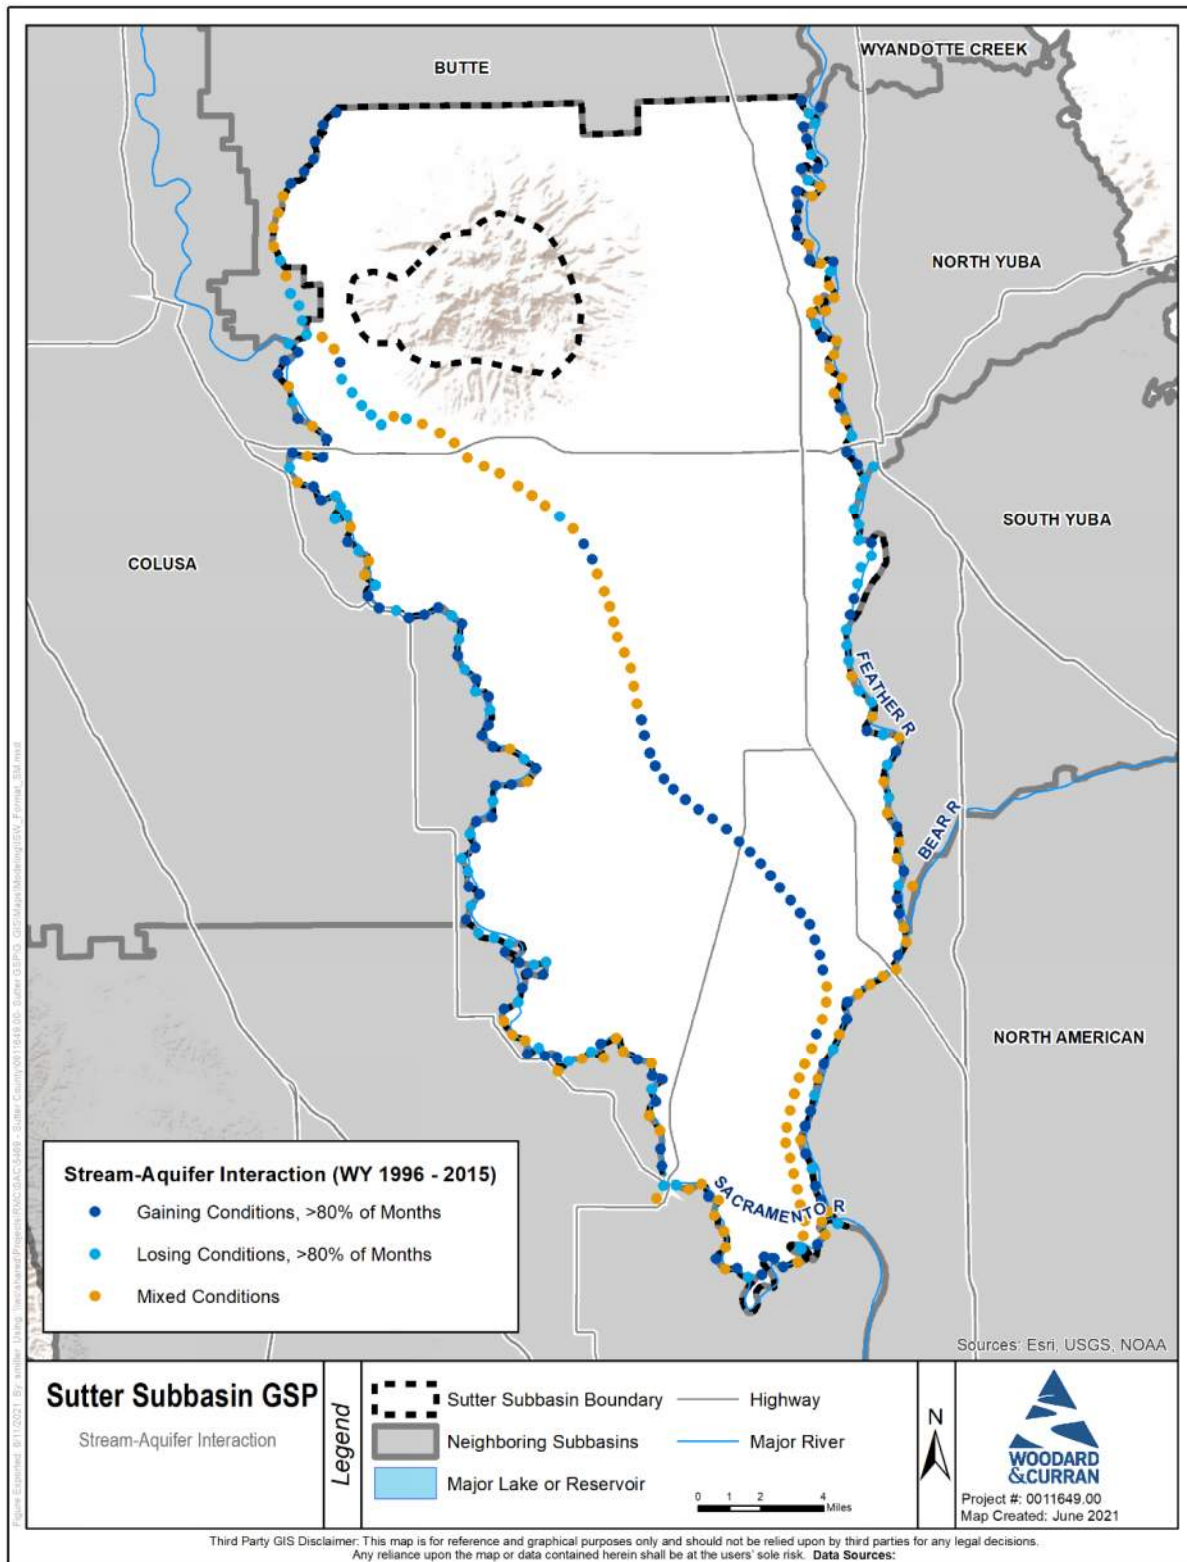 WYANDOTTE CREEK
BUTTE
NORTH YUBA
SOUTH YUBA
COLUSA
FEATHER R
BEAR R
NORTH AMERICAN
SACRAMENTO R
Stream-Aquifer Interaction (WY 1996 - 2015)
Gaining Conditions, >80% of Months
Losing Conditions, >80% of Months
Mixed Conditions
Sources: Esri, USGS, NOAA
Sutter Subbasin GSP
Stream-Aquifer Interaction
Legend
Sutter Subbasin Boundary
Neighboring Subbasins
Major Lake or Reservoir
Highway
Major River
0 1 2 4
Miles
N
WOODARD
&CURRAN
Project #: 0011649.00
Map Created: June 2021
Third Party GIS Disclaimer: This map is for reference and graphical purposes only and should not be relied upon by third parties for any legal decisions.
Any reliance upon the map or data contained herein shall be at the users' sole risk. Data Sources: